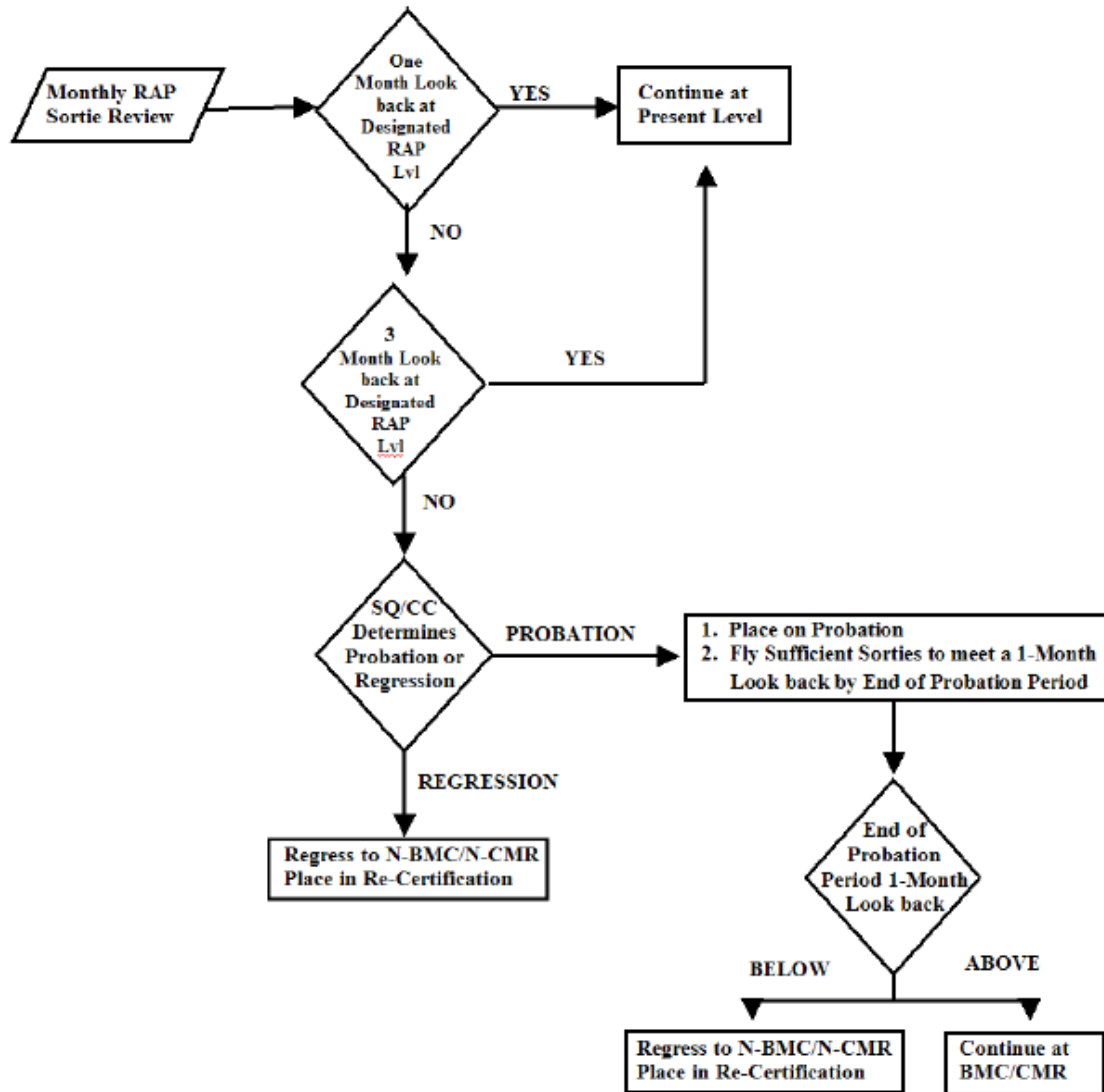 Monthly RAP
Sortie Review
One
Month Look
back at
Designated
RAP
Lvl
YES
Continue at
Present Level
NO
3
Month Look
back at
Designated
RAP
Lvl
YES
NO
SQ/CC
Determines
Probation or
Regression
PROBATION
1. Place on Probation
2. Fly Sufficient Sorties to meet a 1-Month
Look back by End of Probation Period
REGRESSION
Regress to N-BMC/N-CMR
Place in Re-Certification
End of
Probation
Period 1-Month
Look back
BELOW
ABOVE
Regress to N-BMC/N-CMR
Place in Re-Certification
Continue at
BMC/CMR